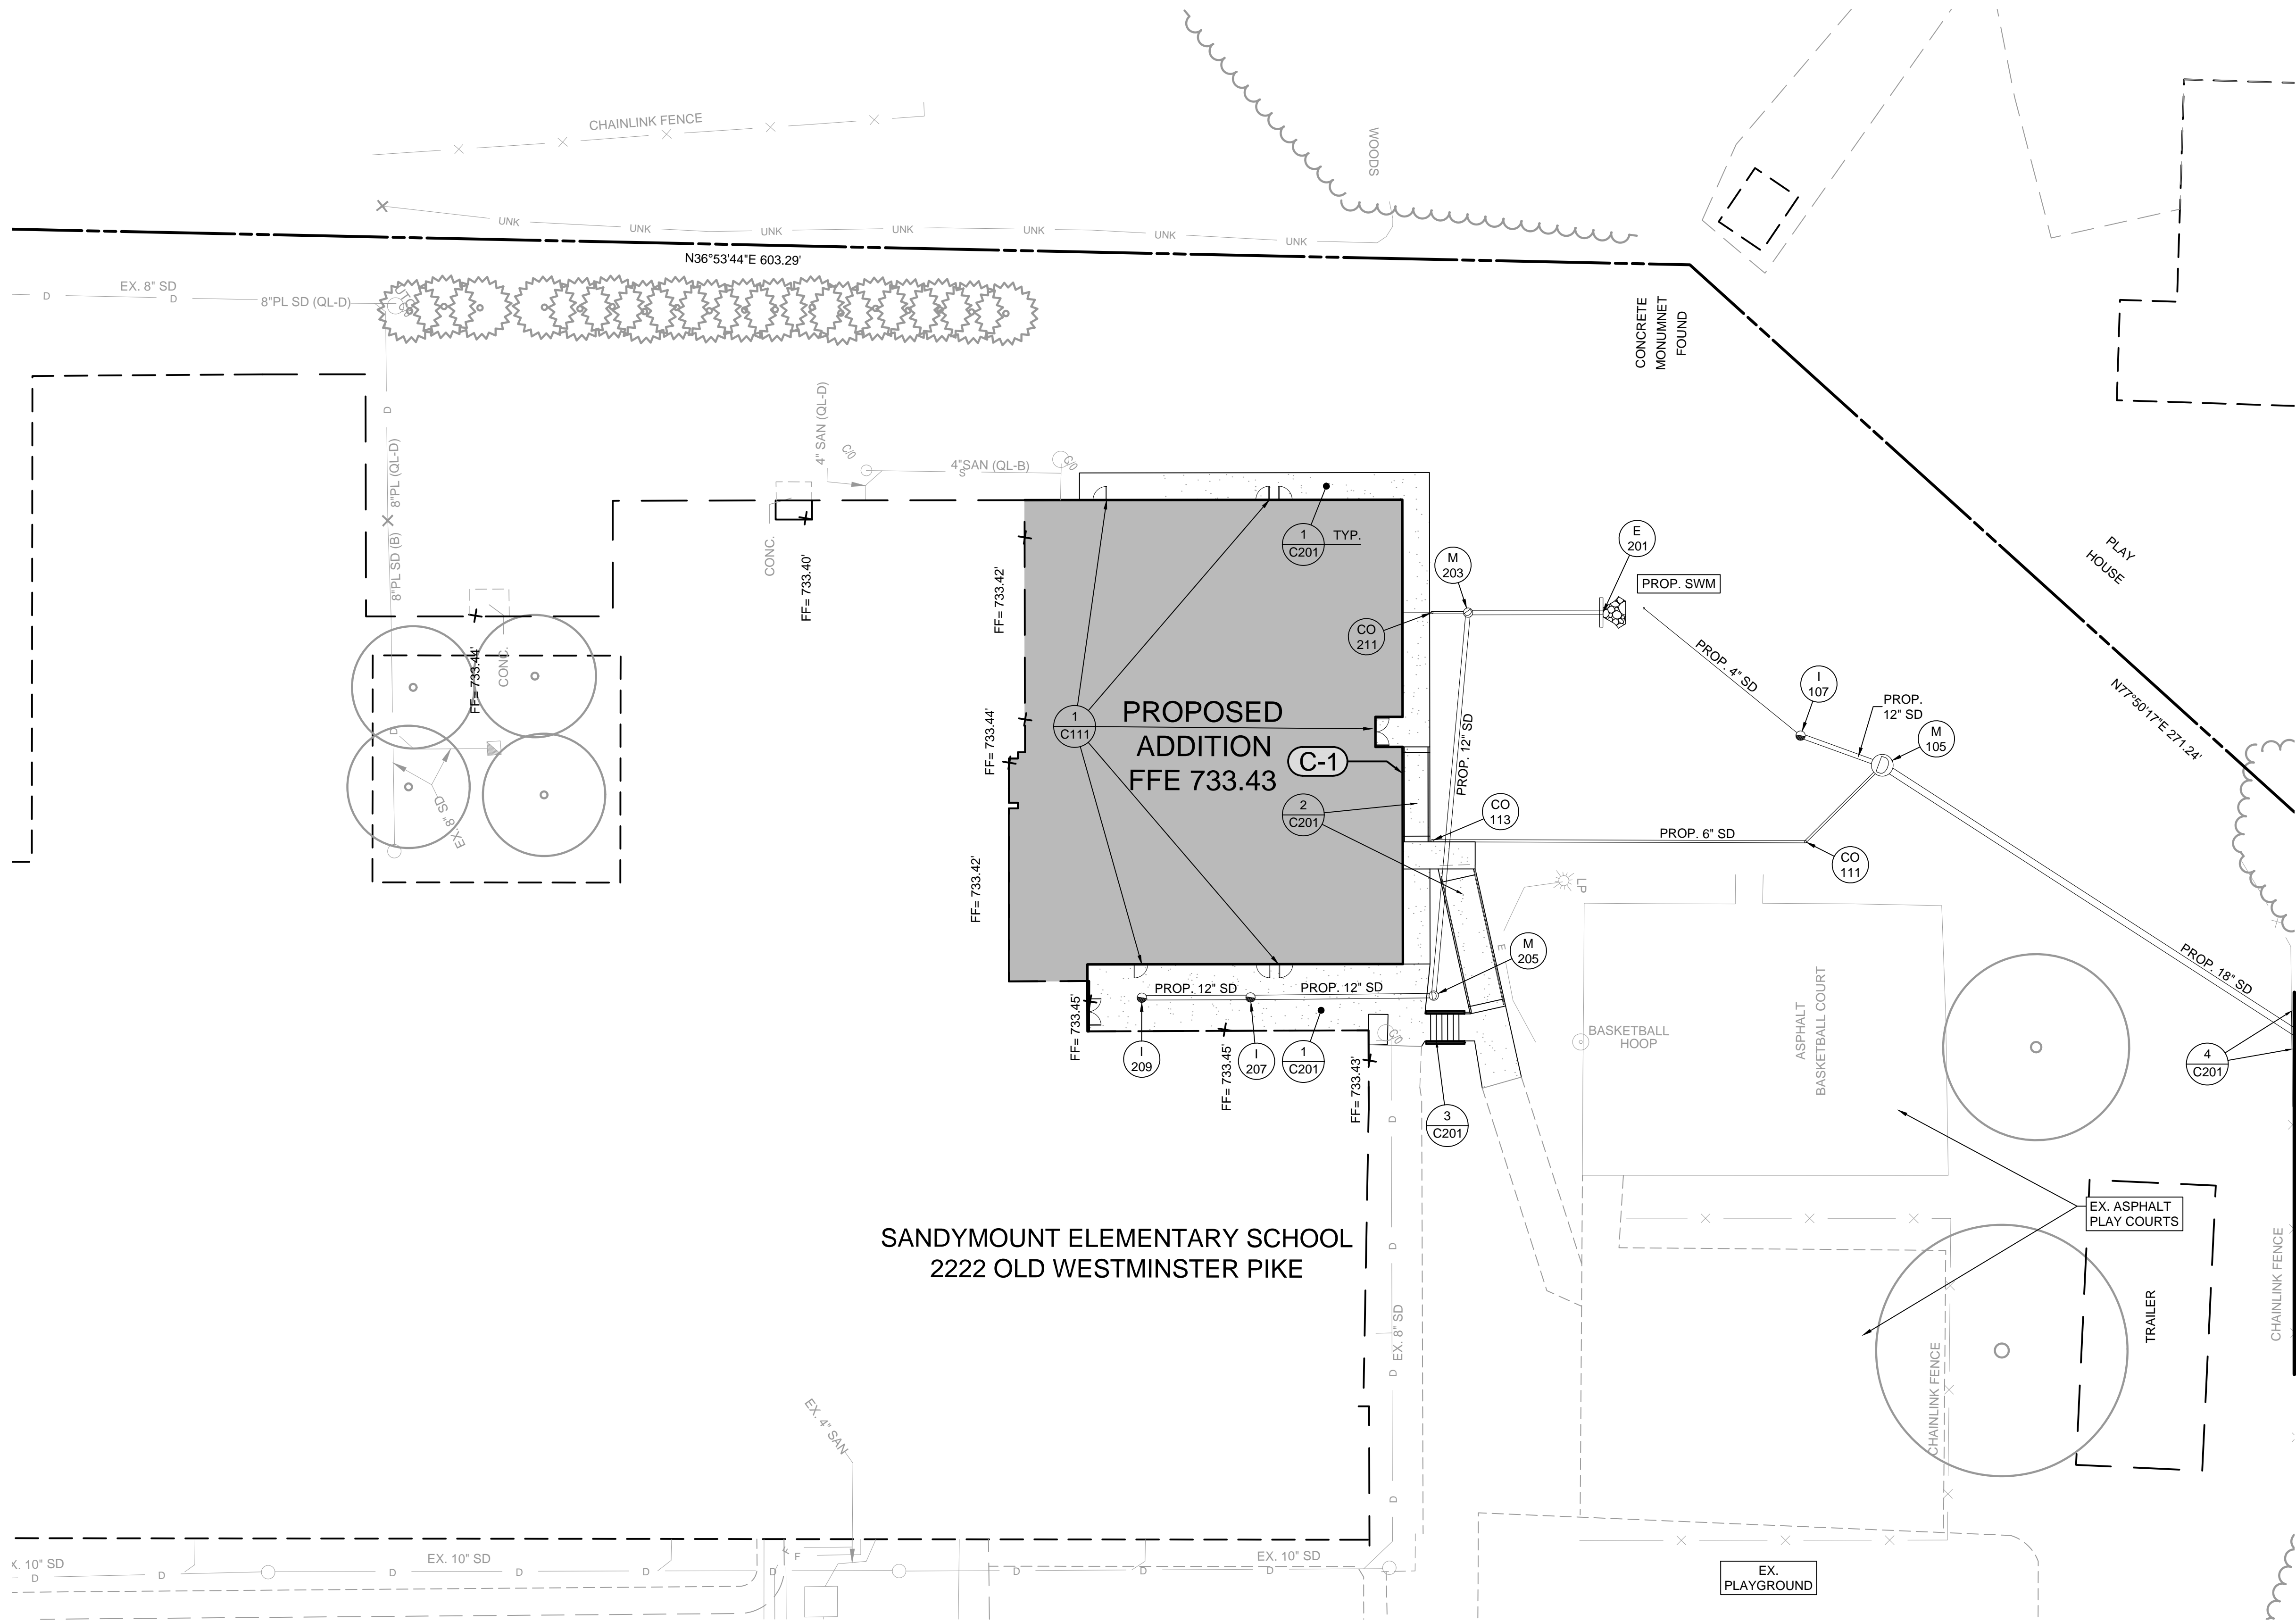 CHAINLINK FENCE
WOODS
UNK
UNK
UNK
UNK
UNK
UNK
UNK
N36°53'44"E 603.29'
D
EX. 8" SD
D
8"PL SD (QL-D)
CONCRETE
MONUMNET
FOUND
D
8"PL (QL-D)
8"PL SD (B)
4" SAN (QL-D)
C/0
4"SAN (QL-B)
S
C/0
CONC.
FF= 733.40'
FF= 733.42'
1
C201
TYP.
M
203
E
201
PROP. SWM
PLAY
HOUSE
CO
211
FF= 733.44'
CONC.
PROP. 4" SD
I
107
PROP.
12" SD
M
105
N77°50'17"E 271.24'
1
C111
PROPOSED
ADDITION
FFE 733.43
C-1
FF= 733.44'
PROP. 12" SD
D
EX. 8" SD
2
C201
CO
113
PROP. 6" SD
CO
111
FF= 733.42'
LP
E
M
205
PROP. 18" SD
PROP. 12" SD
PROP. 12" SD
FF= 733.45'
I
209
FF= 733.45'
I
207
1
C201
FF= 733.43'
C/0
BASKETBALL
HOOP
ASPHALT
BASKETBALL COURT
4
C201
3
C201
D
EX. ASPHALT
PLAY COURTS
SANDYMOUNT ELEMENTARY SCHOOL
2222 OLD WESTMINSTER PIKE
D
EX. 8" SD
D
TRAILER
CHAINLINK FENCE
CHAINLINK FENCE
EX. 4" SAN
D
X. 10" SD
D
D
EX. 10" SD
D
D
D
D
F
F
D
D
EX. 10" SD
D
EX.
PLAYGROUND